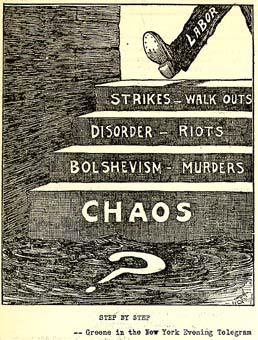 LABOR
STRIKES - WALK OUTS
DISORDER - RIOTS
BOLSHEVISM - MURDERS
CHAOS
?
STEP BY STEP
-- Greene in the New York Evening Telegram